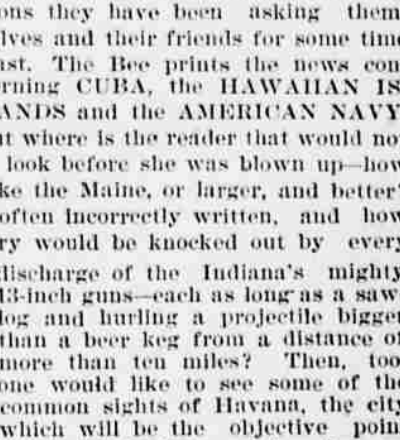 ons they have been asking them
lves and their friends for some time
ast. The Bee prints the news con
rning CUBA, the HAWAIIAN IS
ANDS and the AMERICAN NAVY
ut where is the reader that would no
look before she was blown up—how
ke the Maine, or larger, and better
often incorrectly written, and how
ry would be knocked out by every
discharge of the Indiana's mighty
13-inch guns—each as long as a saw
log and hurling a projectile bigger
than a beer keg from a distance of
more than ten miles? Then, too
one would like to see some of the
common sights of Havana, the city
which will be the objective poin